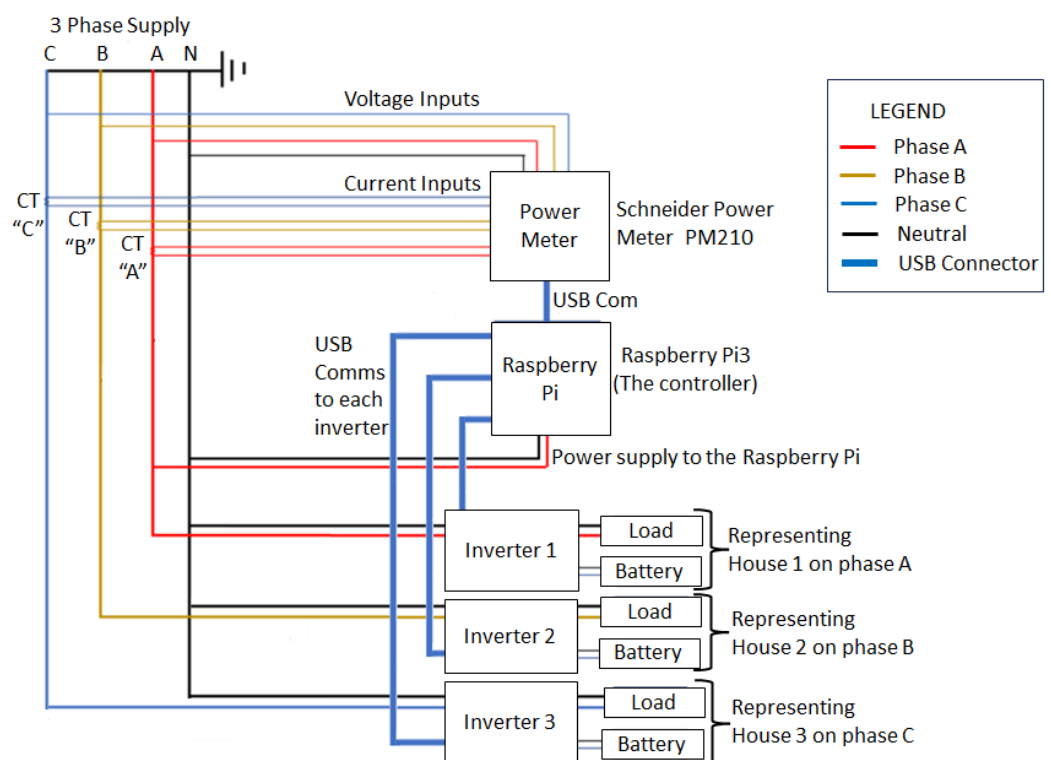 3 Phase Supply
C B A N
Voltage Inputs
Current Inputs
CT
“C”
CT
“B”
CT
“A”
Power
Meter
Schneider Power
Meter PM210
LEGEND
Phase A
Phase B
Phase C
Neutral
USB Connector
USB Com
USB
Comms
to each
inverter
Raspberry
Pi
Raspberry Pi3
(The controller)
Power supply to the Raspberry Pi
Inverter 1
Load
Battery
Representing
House 1 on phase A
Inverter 2
Load
Battery
Representing
House 2 on phase B
Inverter 3
Load
Battery
Representing
House 3 on phase C